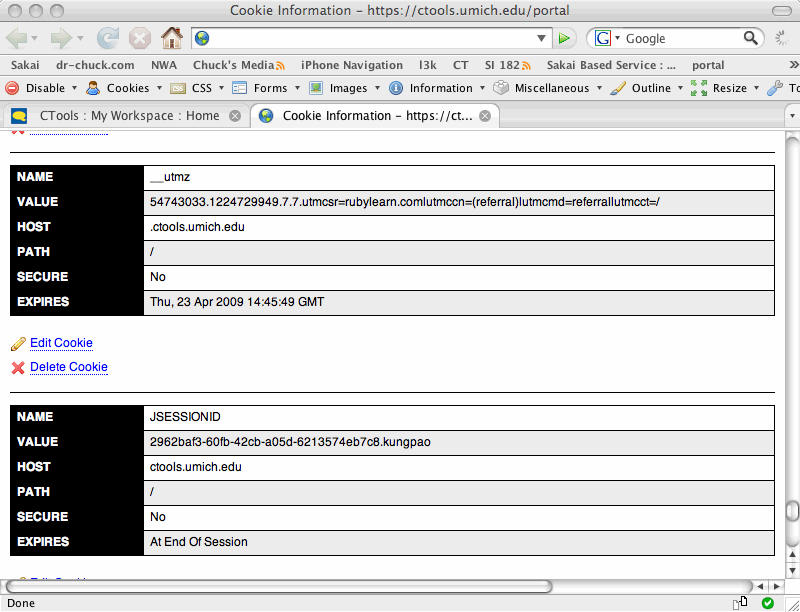 Cookie Information – https://ctools.umich.edu/portal
Google
Sakai dr-chuck.com NWA Chuck's Media iPhone Navigation I3k CT SI 182 Sakai Based Service : ... portal »
Disable Cookies CSS Forms Images Information Miscellaneous Outline Resize To
CTools : My Workspace : Home Cookie Information – https://ct...
NAME __utmz
VALUE 54743033.1224729949.7.7.utmcsr=rubylearn.com|utmccn=(referral)|utmcmd=referral|utmcct=/
HOST .ctools.umich.edu
PATH /
SECURE No
EXPIRES Thu, 23 Apr 2009 14:45:49 GMT
Edit Cookie
Delete Cookie
NAME JSESSIONID
VALUE 2962baf3-60fb-42cb-a05d-6213574eb7c8.kungpao
HOST ctools.umich.edu
PATH /
SECURE No
EXPIRES At End Of Session
Done